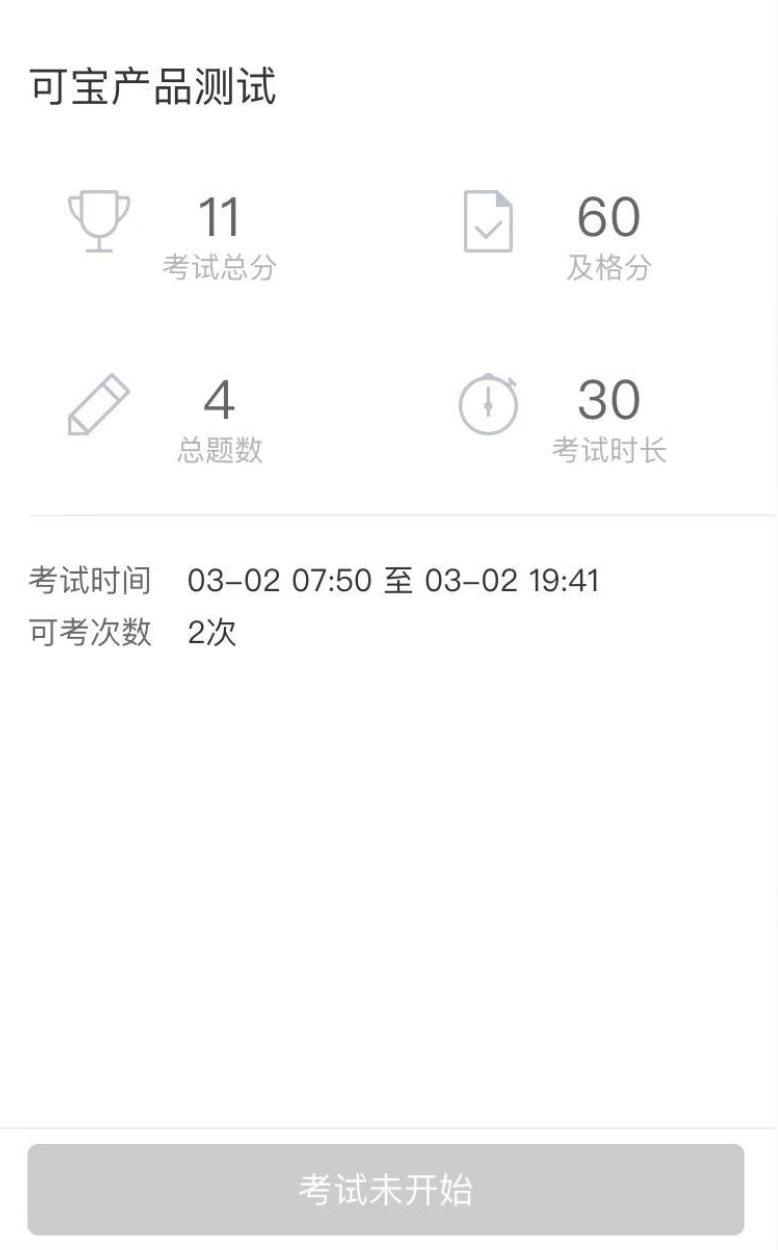 可宝产品测试
11
考试总分
60
及格分
4
总题数
30
考试时长
考试时间 03-02 07:50 至 03-02 19:41
可考次数 2次
考试未开始